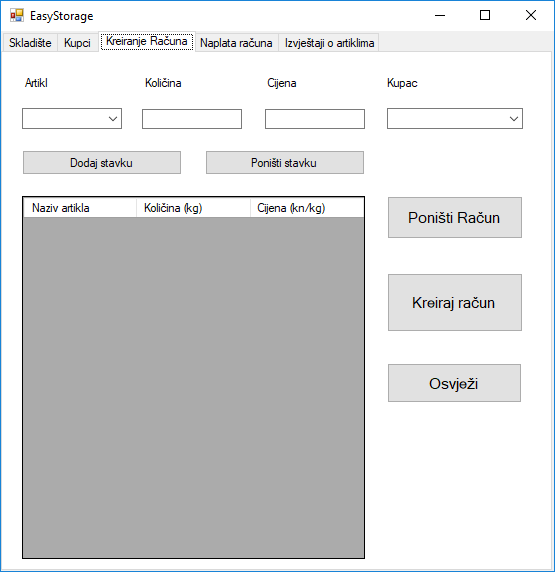 EasyStorage
Skladište Kupci Kreiranje Računa Naplata računa Izvještaji o artiklima
Artikl Količina Cijena Kupac
Dodaj stavku Poništi stavku
Naziv artikla Količina (kg) Cijena (kn/kg)
Poništi Račun
Kreiraj račun
Osvježi